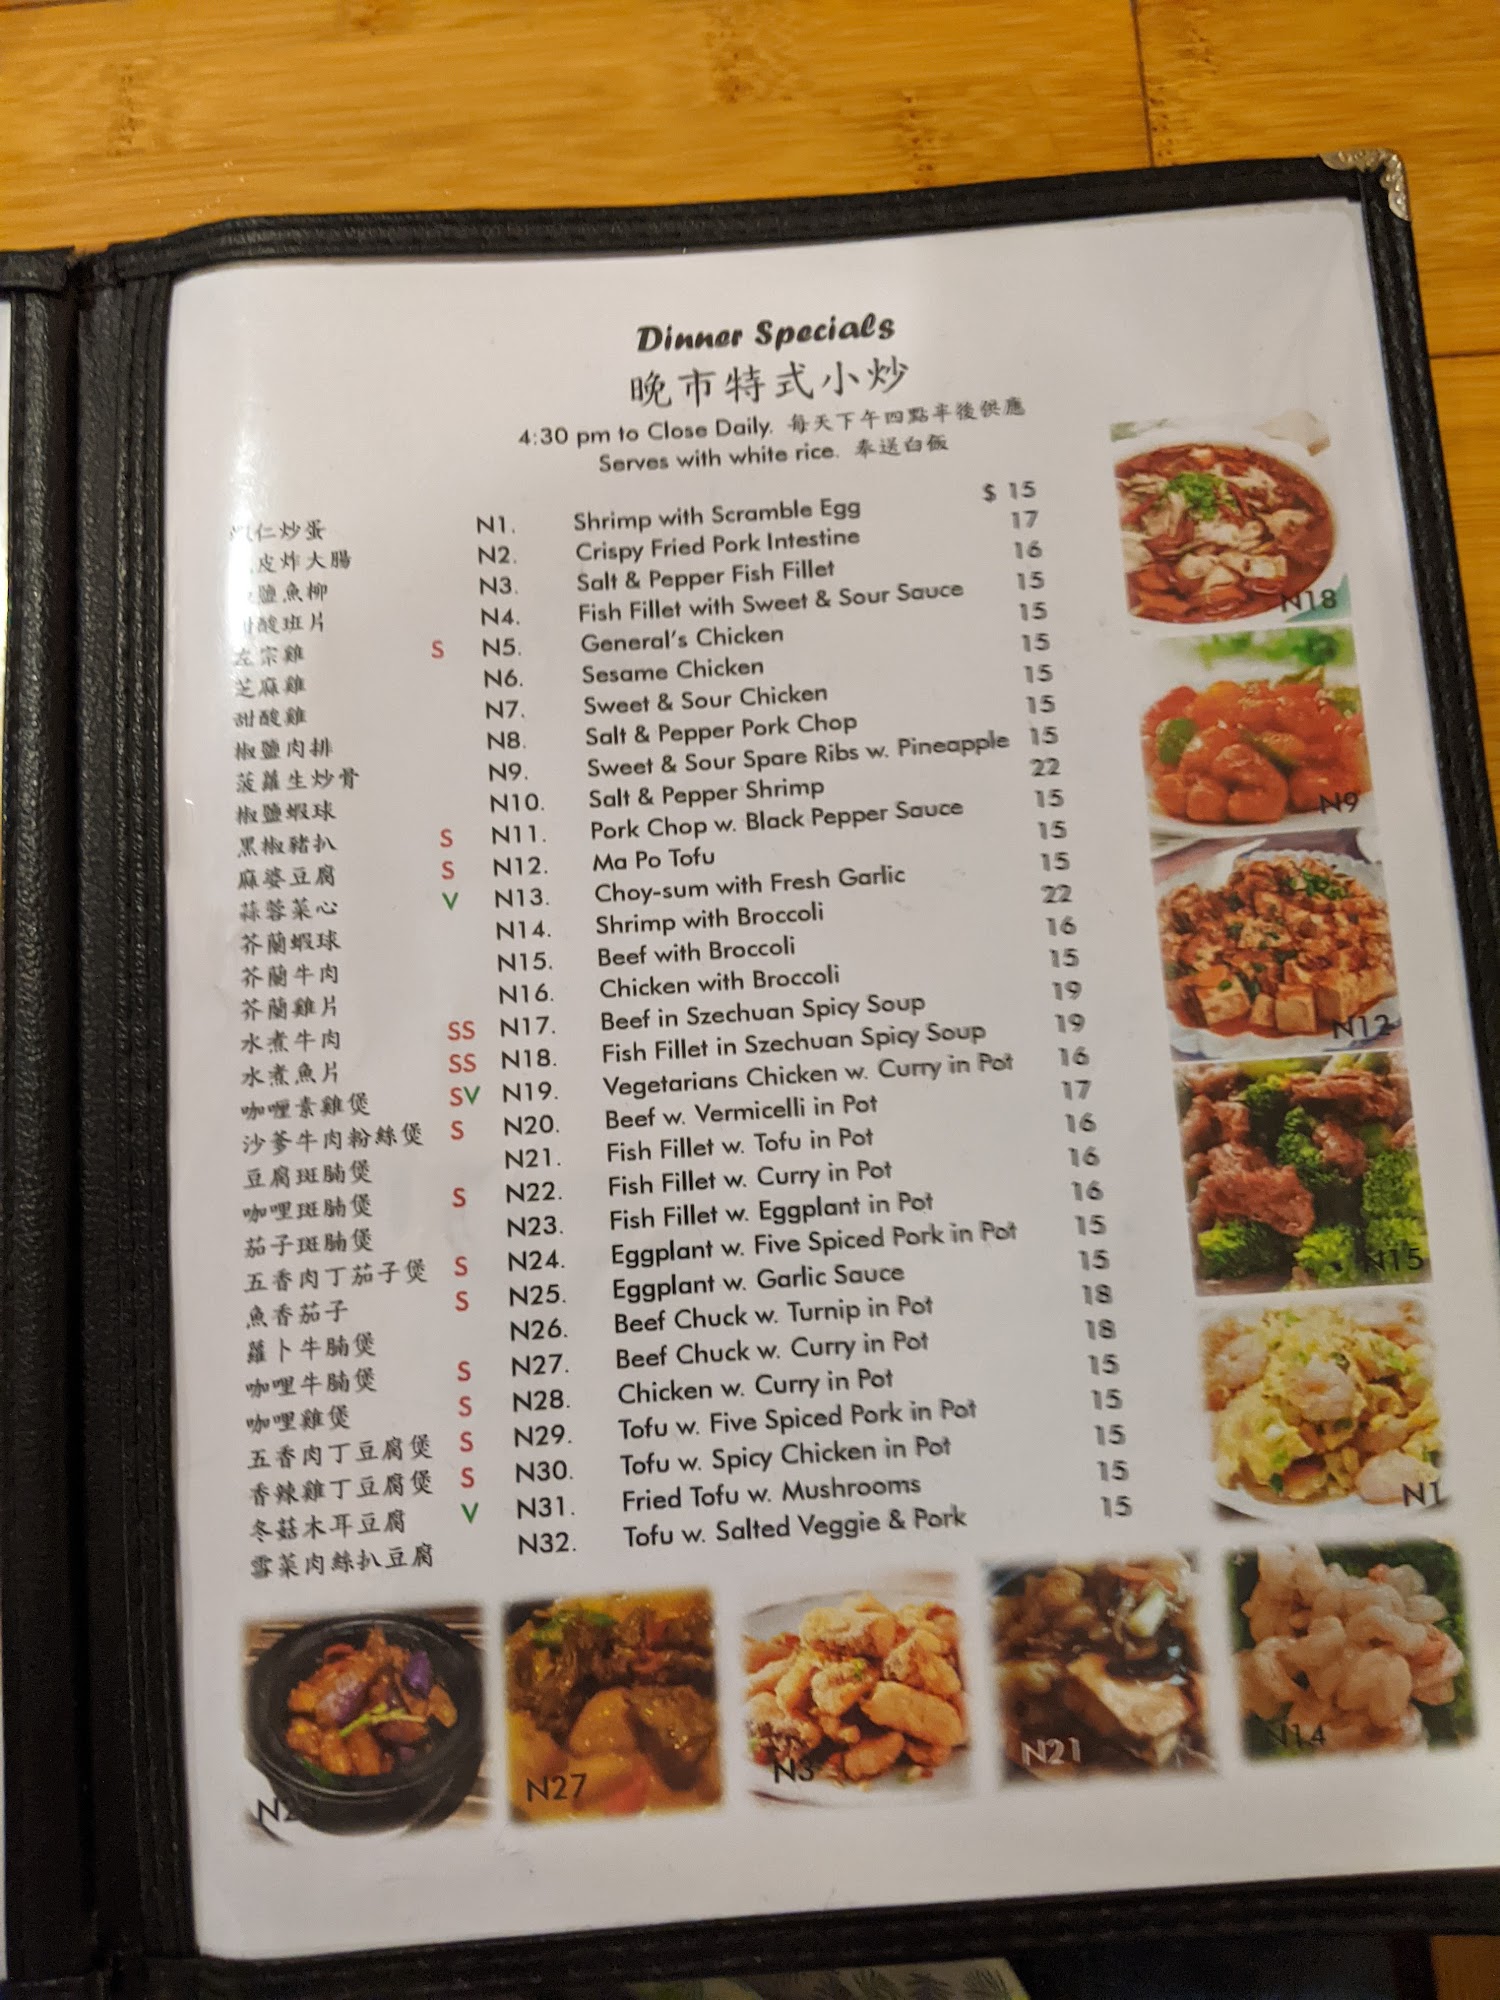 Dinner Specials
晚市特式小炒
4:30 pm to Close Daily. 每天下午四點半後供應
Serves with white rice. 奉送白飯
仁炒蛋 N1. Shrimp with Scramble Egg $ 15
皮炸大腸 N2. Crispy Fried Pork Intestine 17
鹽魚柳 N3. Salt & Pepper Fish Fillet 16
酸班片 N4. Fish Fillet with Sweet & Sour Sauce 15
左宗雞 S N5. General's Chicken 15
芝麻雞 N6. Sesame Chicken 15
甜酸雞 N7. Sweet & Sour Chicken 15
椒鹽肉排 N8. Salt & Pepper Pork Chop 15
菠蘿生炒骨 N9. Sweet & Sour Spare Ribs w. Pineapple 15
椒鹽蝦球 N10. Salt & Pepper Shrimp 22
黑椒豬扒 S N11. Pork Chop w. Black Pepper Sauce 15
麻婆豆腐 S N12. Ma Po Tofu 15
蒜蓉菜心 V N13. Choy-sum with Fresh Garlic 15
芥蘭蝦球 N14. Shrimp with Broccoli 22
芥蘭牛肉 N15. Beef with Broccoli 16
芥蘭雞片 N16. Chicken with Broccoli 15
水煮牛肉 SS N17. Beef in Szechuan Spicy Soup 19
水煮魚片 SS N18. Fish Fillet in Szechuan Spicy Soup 19
咖喱素雞煲 SV N19. Vegetarians Chicken w. Curry in Pot 16
沙爹牛肉粉絲煲 S N20. Beef w. Vermicelli in Pot 17
豆腐斑腩煲 N21. Fish Fillet w. Tofu in Pot 16
咖哩斑腩煲 S N22. Fish Fillet w. Curry in Pot 16
茄子斑腩煲 N23. Fish Fillet w. Eggplant in Pot 16
五香肉丁茄子煲 S N24. Eggplant w. Five Spiced Pork in Pot 15
魚香茄子 S N25. Eggplant w. Garlic Sauce 15
蘿卜牛腩煲 N26. Beef Chuck w. Turnip in Pot 18
咖哩牛腩煲 S N27. Beef Chuck w. Curry in Pot 18
咖哩雞煲 S N28. Chicken w. Curry in Pot 15
五香肉丁豆腐煲 S N29. Tofu w. Five Spiced Pork in Pot 15
香辣雞丁豆腐煲 S N30. Tofu w. Spicy Chicken in Pot 15
冬菇木耳豆腐 V N31. Fried Tofu w. Mushrooms 15
雪菜肉絲扒豆腐 N32. Tofu w. Salted Veggie & Pork 15
N18
N9
N12
N15
N1
N27
N3
N21
N14